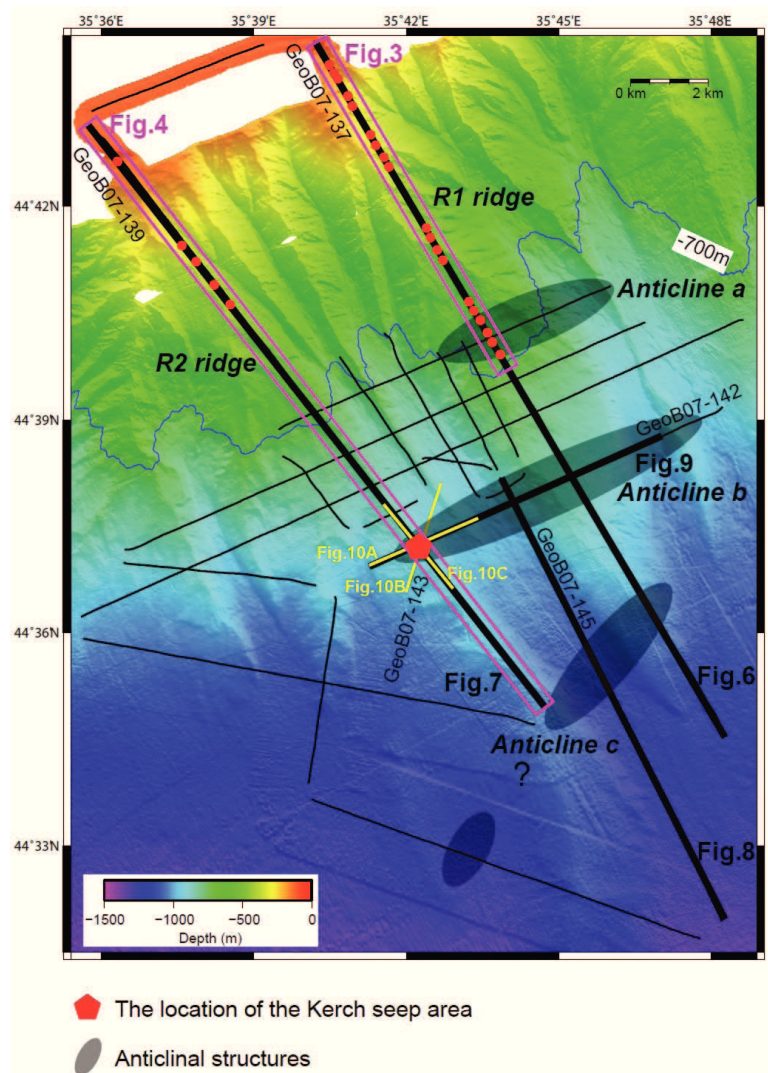 35°36'E
35°39'E
35°42'E
35°45'E
35°48'E
Fig.3
Fig.4
GeoB07-137
GeoB07-139
0 km
2 km
44°42'
R1 ridge
-700m
Anticline a
R2 ridge
44°39'
GeoB07-142
Fig.9
Anticline b
Fig.10A
Fig.10B
Fig.10C
GeoB07-143
GeoB07-145
44°36'
Fig.7
Fig.6
Anticline c
?
44°33'
Fig.8
−1500
−1000
−500
0
Depth (m)
The location of the Kerch seep area
Anticlinal structures